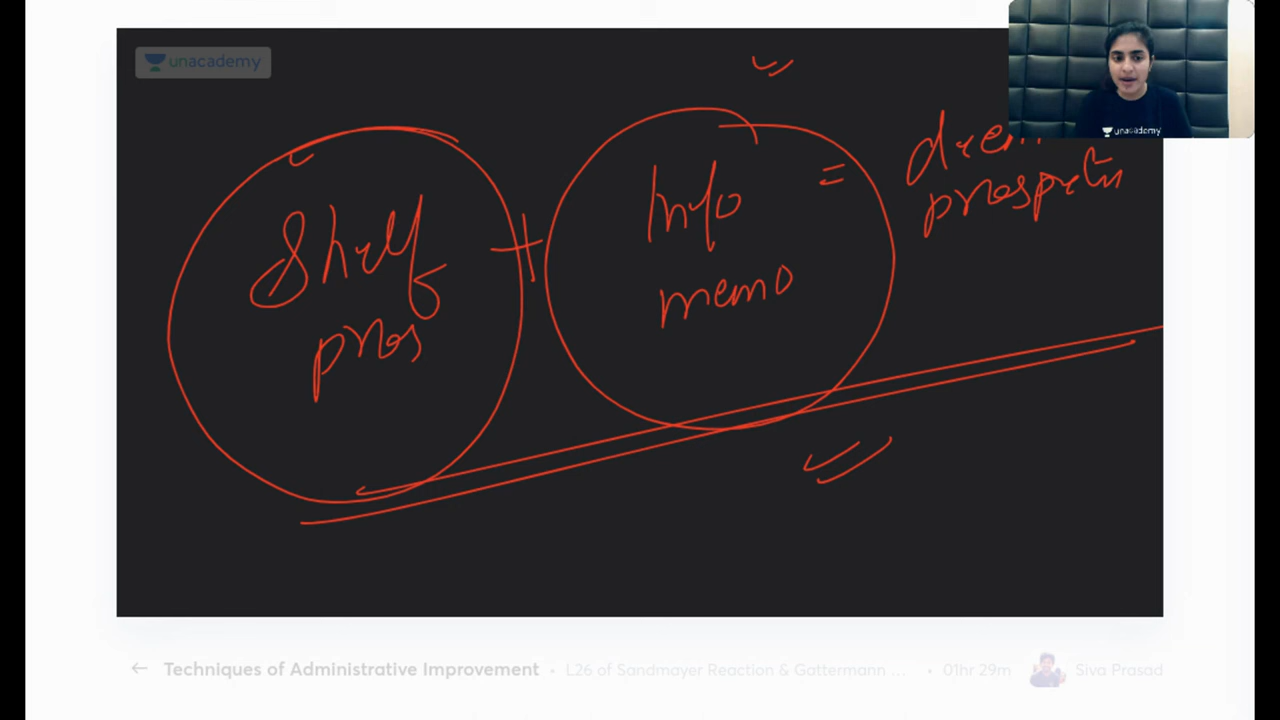 unacademy
Shelf
pros
+
Info
memo
=
prospectus
unacademy
Techniques of Administrative Improvement • L26 of Sandmayer Reaction & Gattermann ... • 01hr 29m Siva Prasad